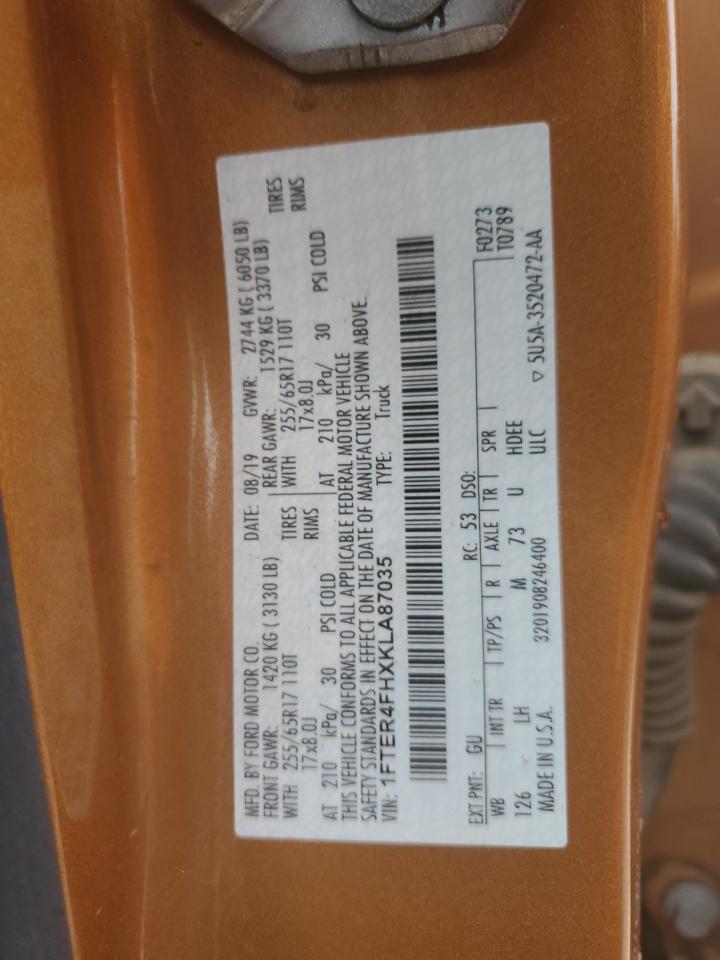 MFD. BY FORD MOTOR CO. DATE: 08/19 GVWR: 2744 KG ( 6050 LB)
FRONT GAWR: 1420 KG ( 3130 LB) REAR GAWR: 1529 KG ( 3370 LB)
WITH 255/65R17 110T TIRES WITH 255/65R17 110T TIRES
17x8.0J RIMS 17x8.0J RIMS
AT 210 kPa/ 30 PSI COLD AT 210 kPa/ 30 PSI COLD
THIS VEHICLE CONFORMS TO ALL APPLICABLE FEDERAL MOTOR VEHICLE
SAFETY STANDARDS IN EFFECT ON THE DATE OF MANUFACTURE SHOWN ABOVE.
VIN: 1FTER4FHXKLA87035 TYPE: Truck
EXT PNT: GU RC: 53 DSO: F0273
WB INT TR TP/PS R AXLE TR SPR T0789
126 LH M 73 U HDEE
MADE IN U.S.A. 3201908246400 ULC ▽ 5U5A-3520472-AA